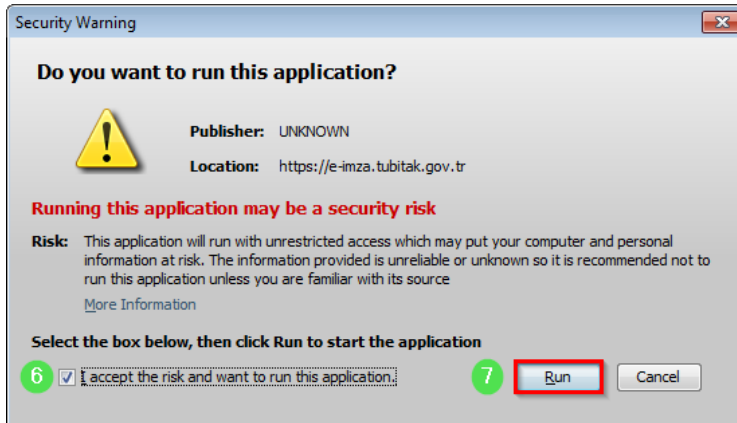 Security Warning
Do you want to run this application?
Publisher: UNKNOWN
Location: https://e-imza.tubitak.gov.tr
Running this application may be a security risk
Risk: This application will run with unrestricted access which may put your computer and personal
information at risk. The information provided is unreliable or unknown so it is recommended not to
run this application unless you are familiar with its source
More Information
Select the box below, then click Run to start the application
6 I accept the risk and want to run this application. 7 Run Cancel